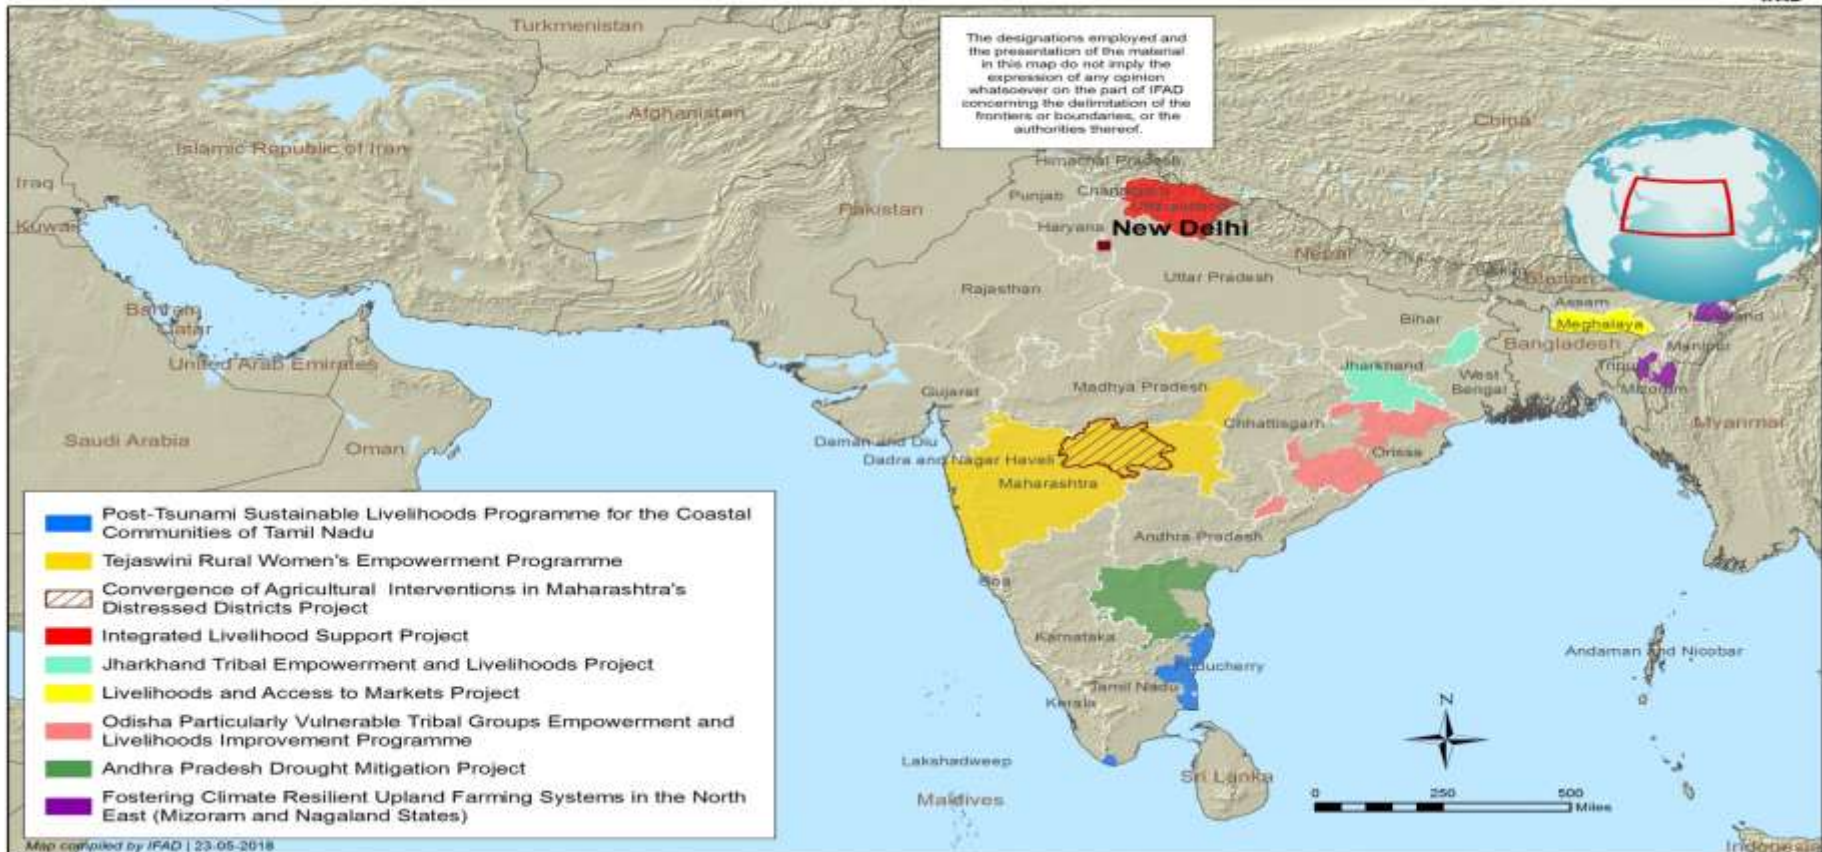 Turkmenistan
The designations employed and
the presentation of the material
in this map do not imply the
expression of any opinion
whatsoever on the part of IFAD
concerning the delimitation of the
frontiers or boundaries, or the
authorities thereof.
Afghanistan
China
Islamic Republic of Iran
Himachal Pradesh
Iraq
Punjab
Pakistan
Haryana
New Delhi
Nepal
Uttar Pradesh
Rajasthan
Assam
Bihar
Meghalaya
Bangladesh
Manipur
United Arab Emirates
Jharkhand
West
Bengal
Mizoram
Gujarat
Madhya Pradesh
Chhattisgarh
Myanmar
Saudi Arabia
Oman
Daman and Diu
Dadra and Nagar Haveli
Orissa
Maharashtra
Andhra Pradesh
Goa
Karnataka
Puducherry
Andaman and Nicobar
Tamil Nadu
Kerala
Lakshadweep
Sri Lanka
Maldives
N
0 250 500
Miles
Indonesia
Post-Tsunami Sustainable Livelihoods Programme for the Coastal
Communities of Tamil Nadu
Tejaswini Rural Women's Empowerment Programme
Convergence of Agricultural Interventions in Maharashtra's
Distressed Districts Project
Integrated Livelihood Support Project
Jharkhand Tribal Empowerment and Livelihoods Project
Livelihoods and Access to Markets Project
Odisha Particularly Vulnerable Tribal Groups Empowerment and
Livelihoods Improvement Programme
Andhra Pradesh Drought Mitigation Project
Fostering Climate Resilient Upland Farming Systems in the North
East (Mizoram and Nagaland States)
Map compiled by IFAD | 23-05-2018